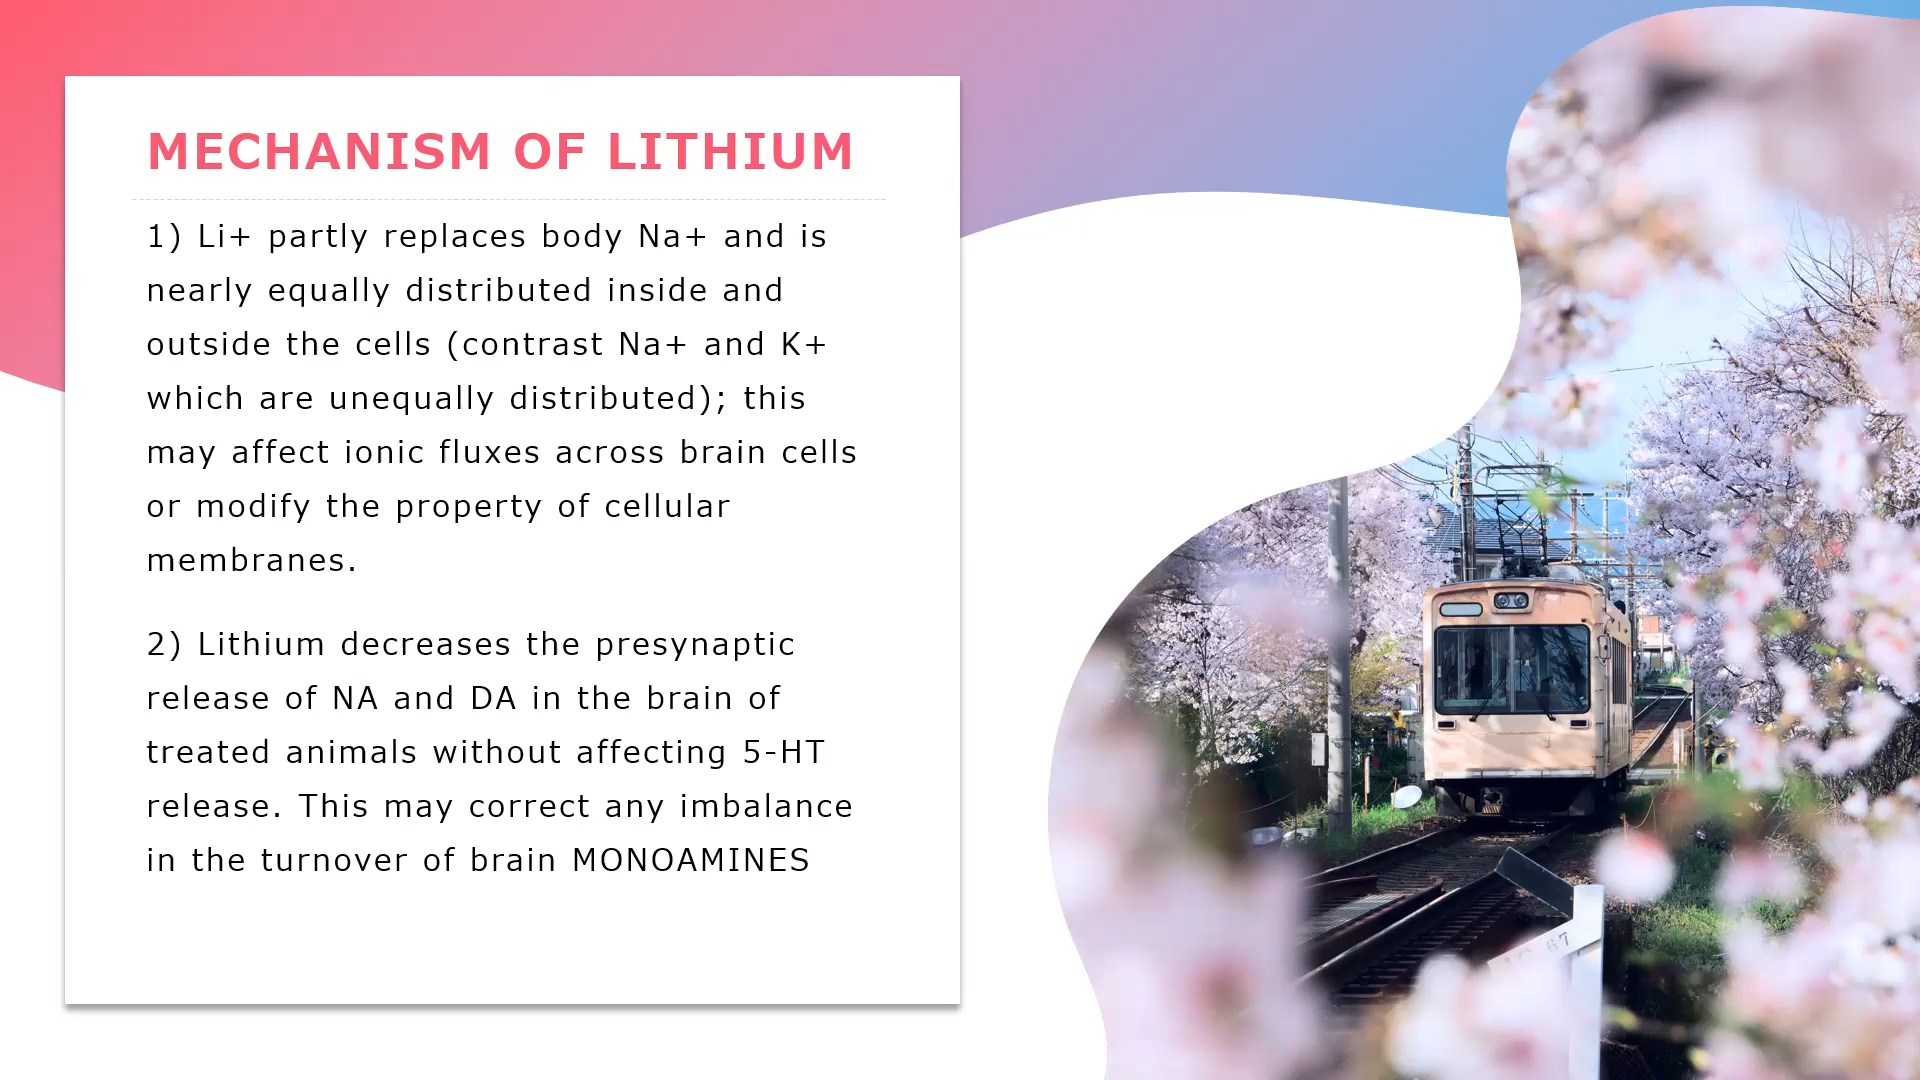 MECHANISM OF LITHIUM
1) Li+ partly replaces body Na+ and is
nearly equally distributed inside and
outside the cells (contrast Na+ and K+
which are unequally distributed); this
may affect ionic fluxes across brain cells
or modify the property of cellular
membranes.
2) Lithium decreases the presynaptic
release of NA and DA in the brain of
treated animals without affecting 5-HT
release. This may correct any imbalance
in the turnover of brain MONOAMINES
67